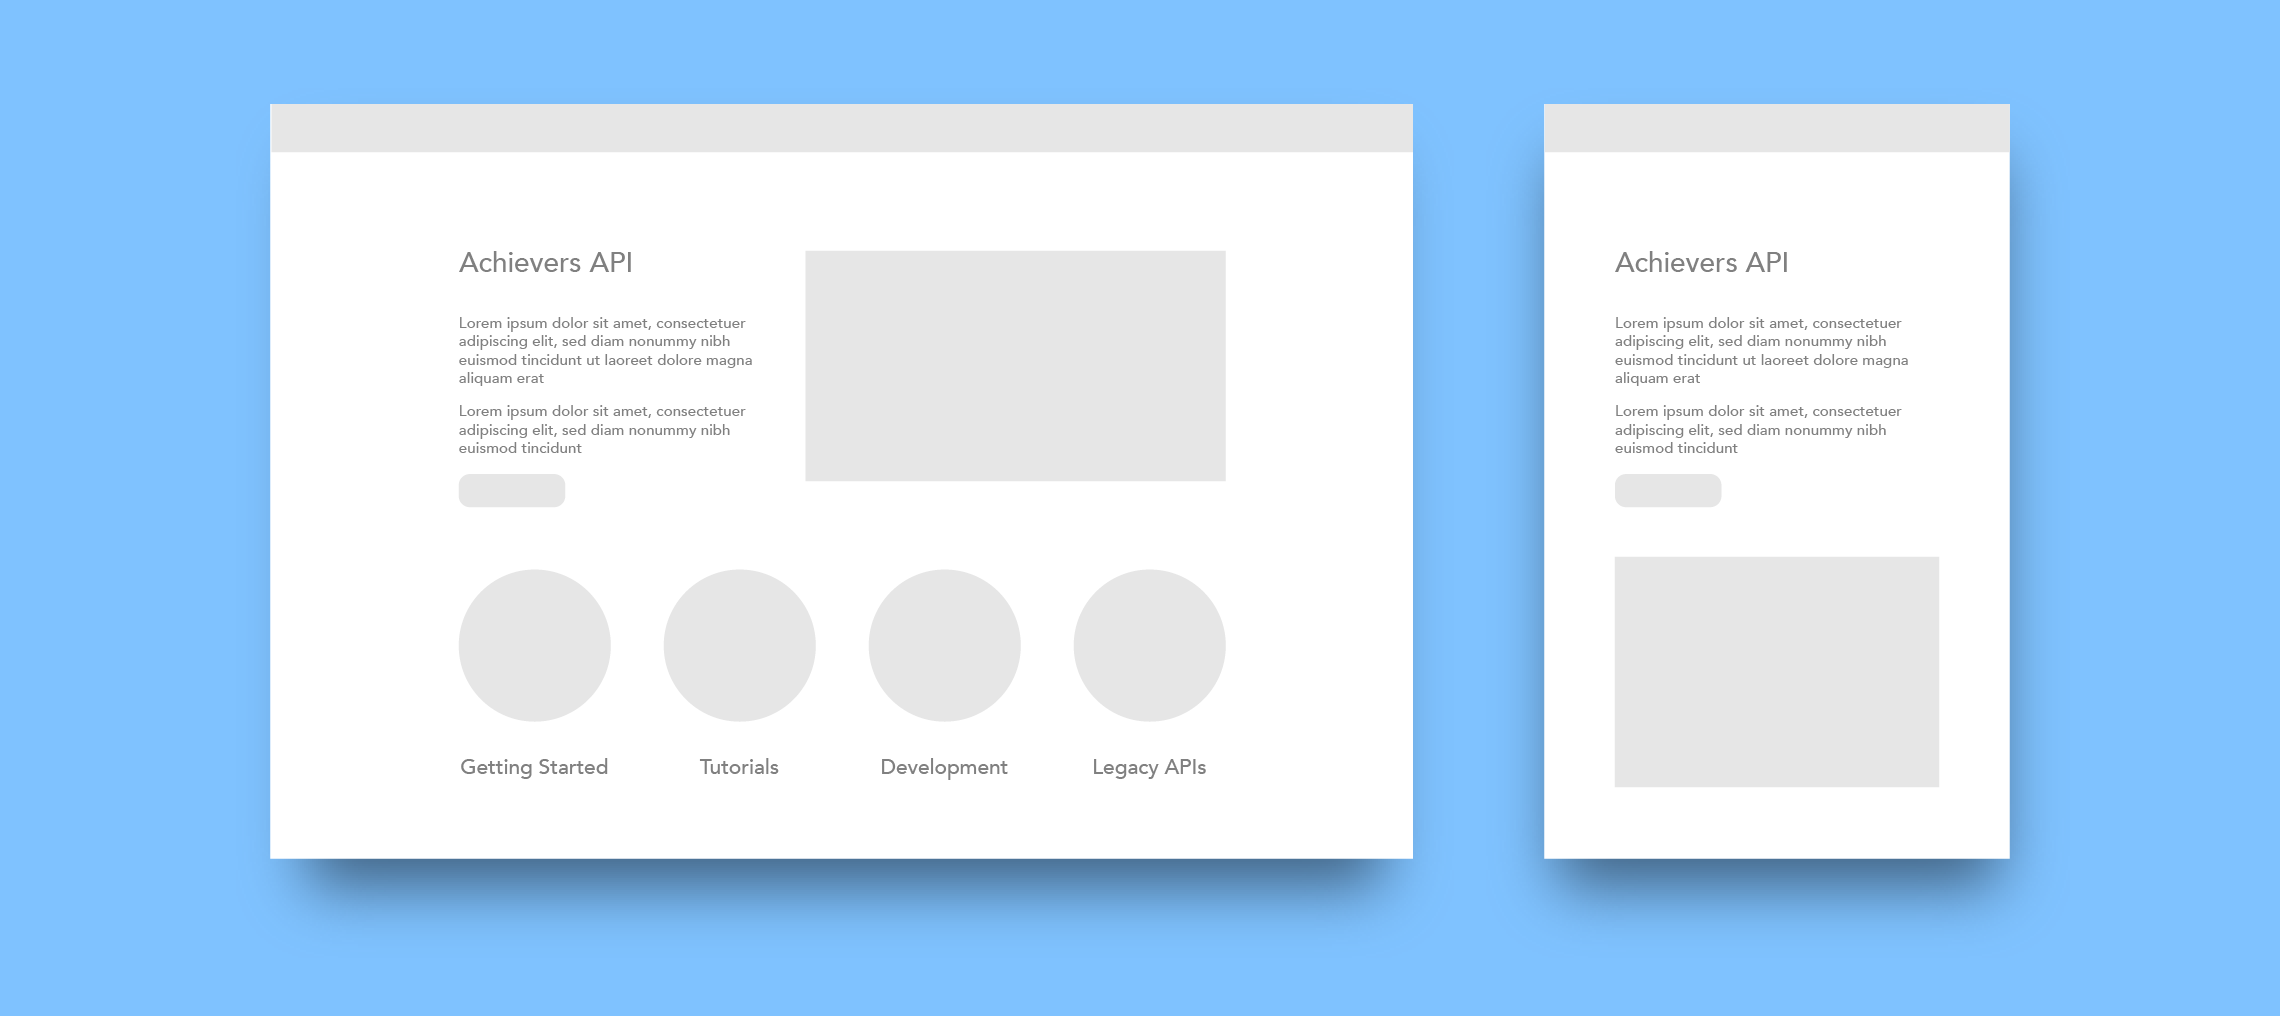 Achievers API
Lorem ipsum dolor sit amet, consectetuer
adipiscing elit, sed diam nonummy nibh
euismod tincidunt ut laoreet dolore magna
aliquam erat
Lorem ipsum dolor sit amet, consectetuer
adipiscing elit, sed diam nonummy nibh
euismod tincidunt
Getting Started
Tutorials
Development
Legacy APIs
Achievers API
Lorem ipsum dolor sit amet, consectetuer
adipiscing elit, sed diam nonummy nibh
euismod tincidunt ut laoreet dolore magna
aliquam erat
Lorem ipsum dolor sit amet, consectetuer
adipiscing elit, sed diam nonummy nibh
euismod tincidunt